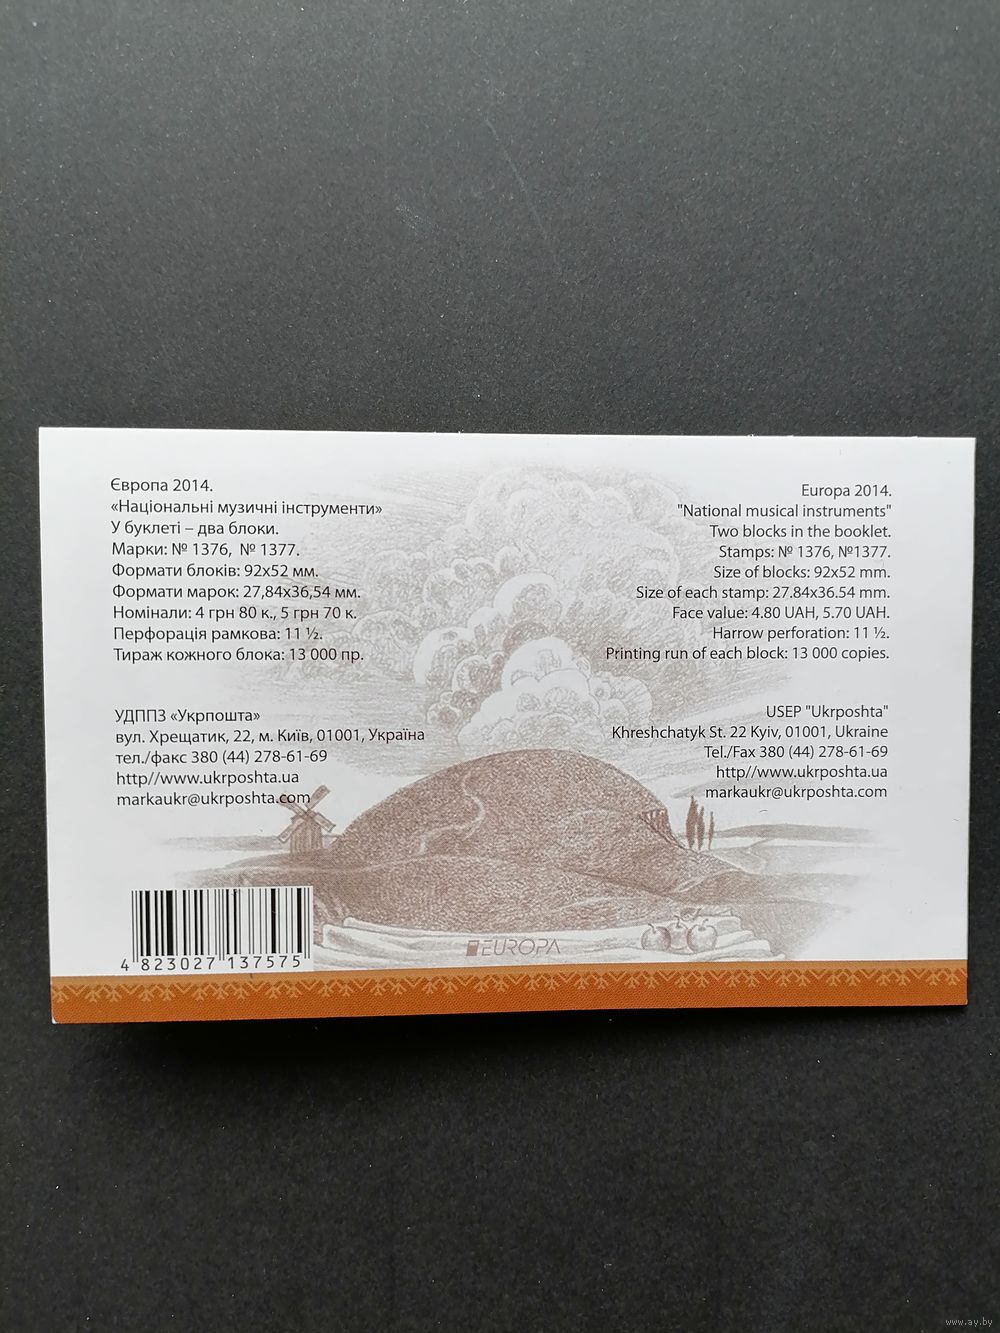 Європа 2014.
«Національні музичні інструменти»
У буклеті – два блоки.
Марки: № 1376, № 1377.
Формати блоків: 92х52 мм.
Формати марок: 27,84х36,54 мм.
Номінали: 4 грн 80 к., 5 грн 70 к.
Перфорація рамкова: 11 ½.
Тираж кожного блока: 13 000 пр.
УДППЗ «Укрпошта»
вул. Хрещатик, 22, м. Київ, 01001, Україна
тел./факс 380 (44) 278-61-69
http//www.ukrposhta.ua
markaukr@ukrposhta.com
Europa 2014.
"National musical instruments"
Two blocks in the booklet.
Stamps: № 1376, №1377.
Size of blocks: 92x52 mm.
Size of each stamp: 27.84x36.54 mm.
Face value: 4.80 UAH, 5.70 UAH.
Harrow perforation: 11 ½.
Printing run of each block: 13 000 copies.
USEP "Ukrposhta"
Khreshchatyk St. 22 Kyiv, 01001, Ukraine
Tel./Fax 380 (44) 278-61-69
http//www.ukrposhta.ua
markaukr@ukrposhta.ua
EUROPA
4 823027 137575
www.ay.by